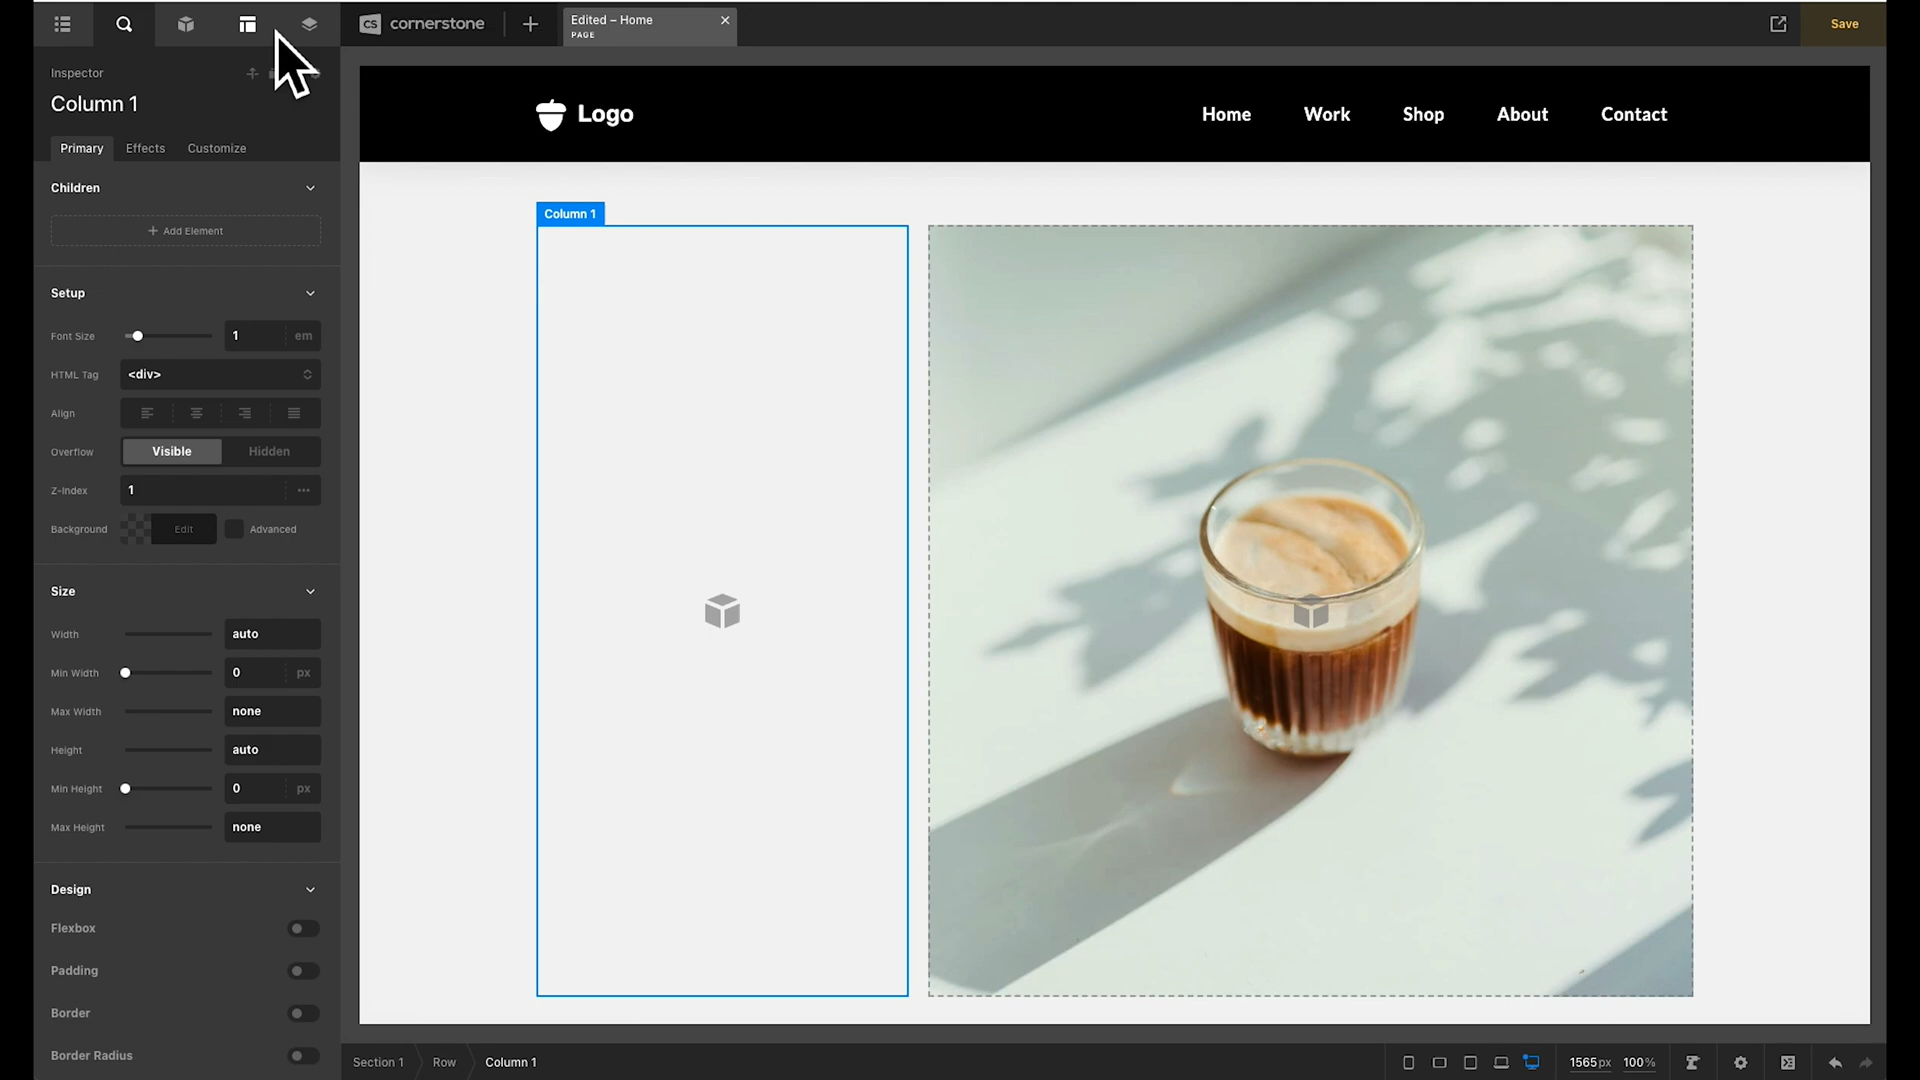 CS cornerstone
Edited – Home
PAGE
Save
Inspector
Column 1
Primary
Effects
Customize
Children
Add Element
Setup
Font Size
1
em
HTML Tag
<div>
Align
Overflow
Visible
Hidden
Z-Index
1
Background
Edit
Advanced
Size
Width
auto
Min Width
0
px
Max Width
none
Height
auto
Min Height
0
px
Max Height
none
Design
Flexbox
Padding
Border
Border Radius
Logo
Home
Work
Shop
About
Contact
Column 1
Section 1
Row
Column 1
1565px
100%